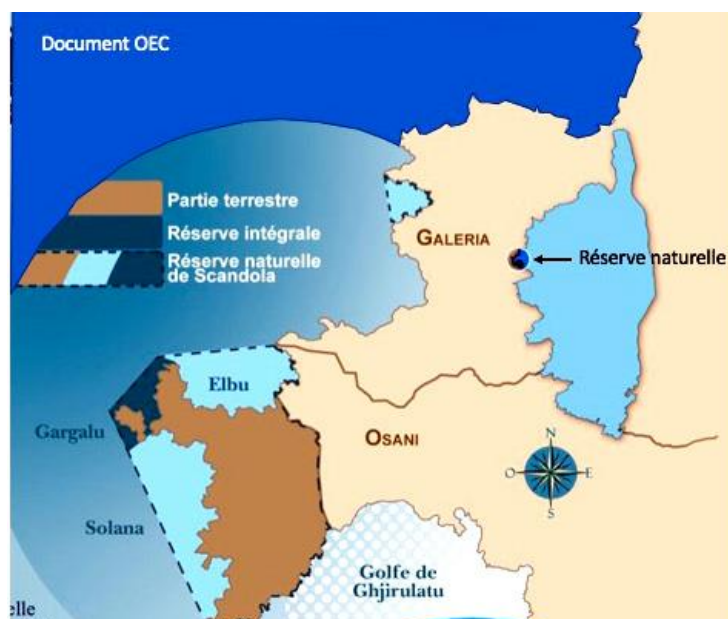 Document OEC
Partie terrestre
Réserve intégrale
Réserve naturelle
de Scandola
GALERIA
Réserve naturelle
Elbu
Gargalu
OSANI
N
O
E
S
Solana
Golfe de
Ghjirulatu
elle